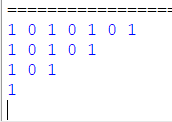 ==================
1 0 1 0 1 0 1
1 0 1 0 1
1 0 1
1